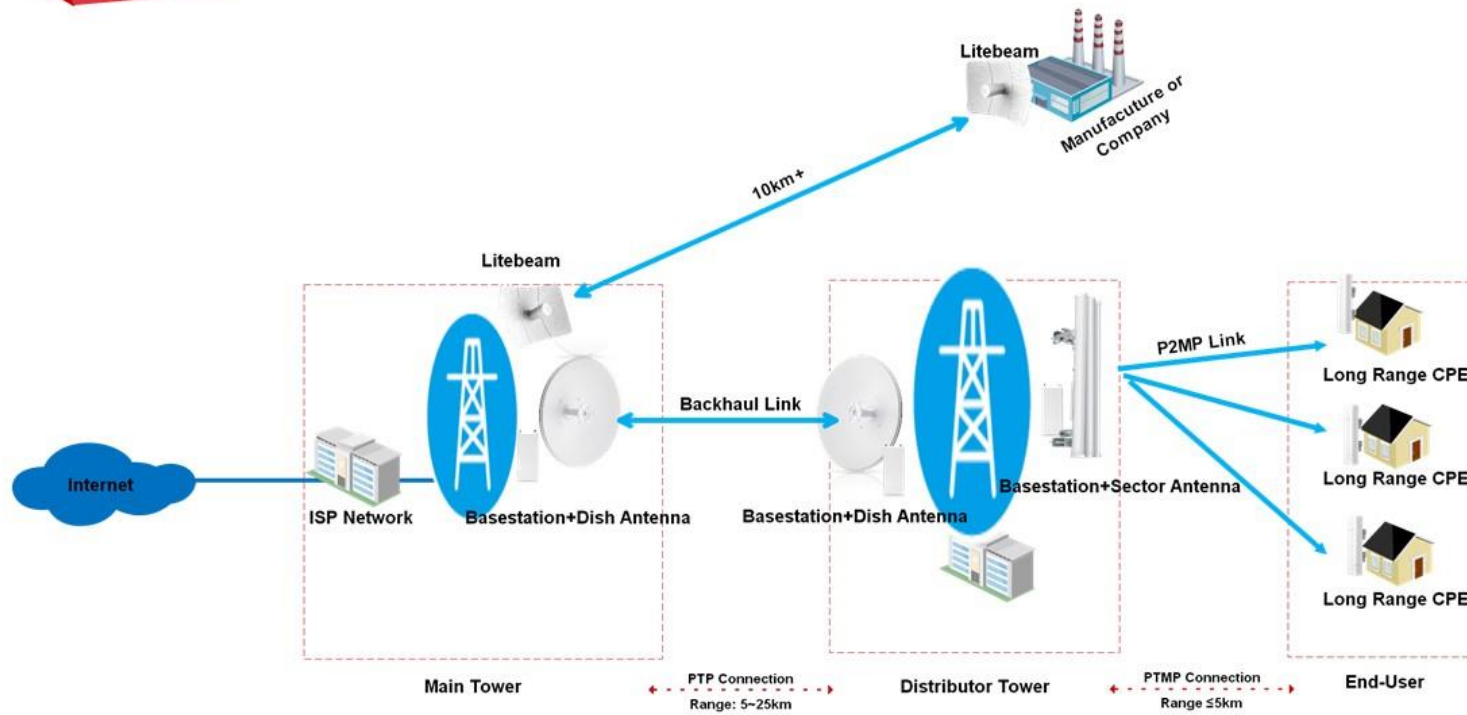 Litebeam
Manufacuture or
Company
10km+
Litebeam
P2MP Link
Long Range CPE
Backhaul Link
Long Range CPE
Internet
Basestation+Sector Antenna
ISP Network
Basestation+Dish Antenna
Basestation+Dish Antenna
Long Range CPE
Main Tower
PTP Connection
Range: 5~25km
Distributor Tower
PTMP Connection
Range ≤5km
End-User